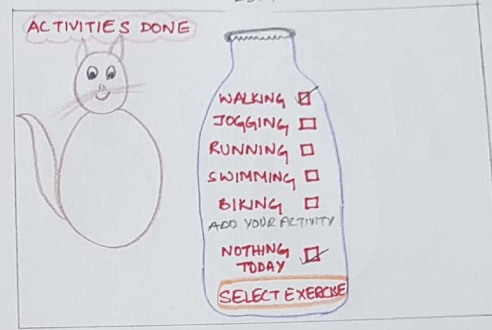 ACTIVITIES DONE
WALKING
JOGGING
RUNNING
SWIMMING
BIKING
ADD YOUR ACTIVITY
NOTHING
TODAY
SELECT EXERCISE